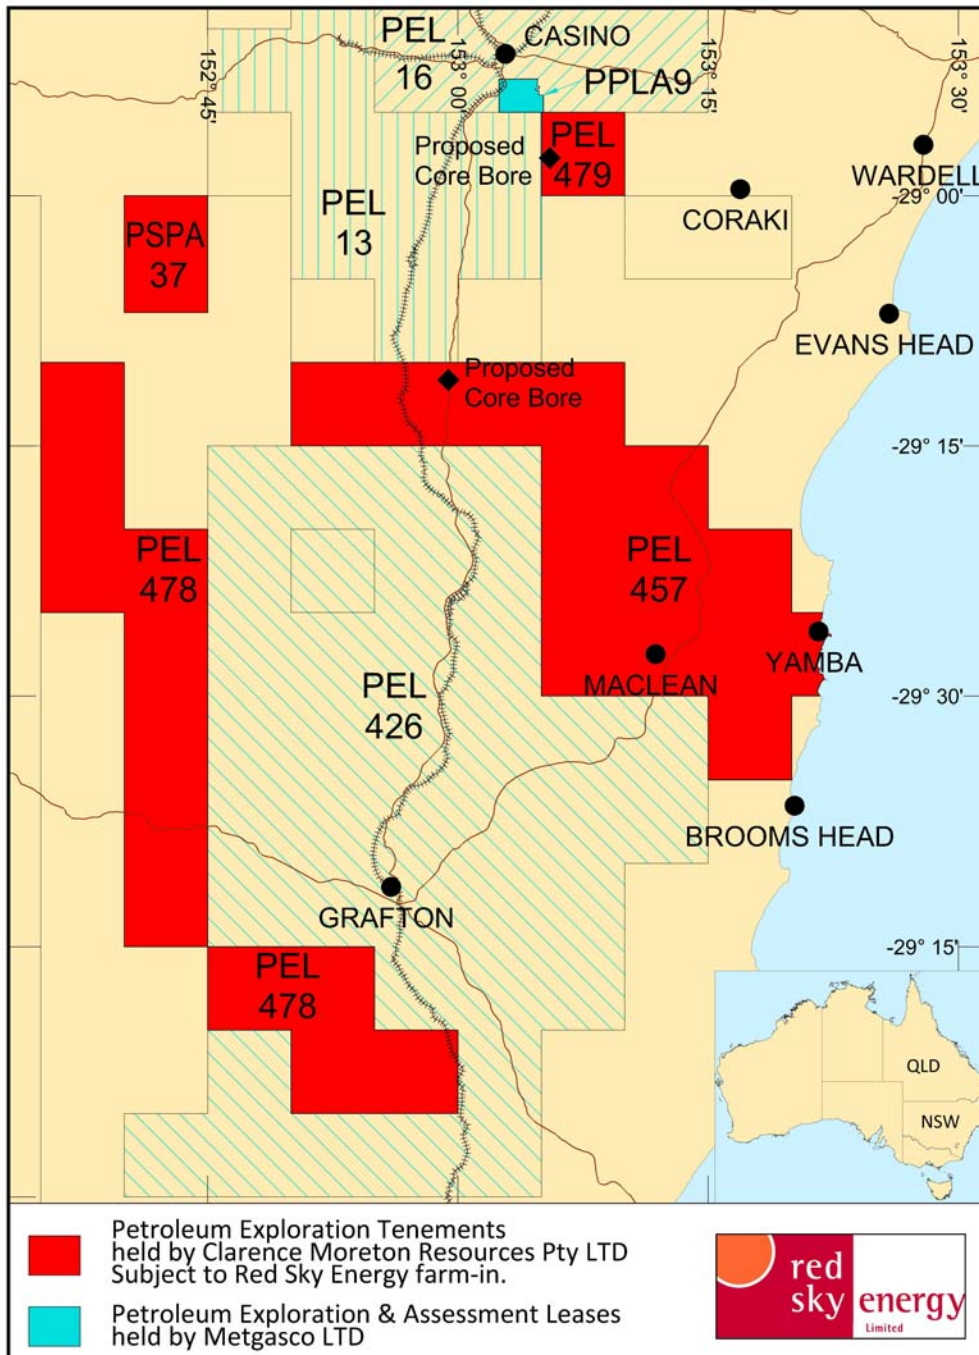 PEL
16
CASINO
152° 45'
153° 00'
153° 15'
153° 30'
PPLA9
Proposed
Core Bore
PEL
479
WARDELL
-29° 00'
CORAKI
PEL
13
PSPA
37
EVANS HEAD
Proposed
Core Bore
-29° 15'
PEL
478
PEL
457
YAMBA
MACLEAN
-29° 30'
PEL
426
BROOMS HEAD
GRAFTON
-29° 15'
PEL
478
QLD
NSW
Petroleum Exploration Tenements
held by Clarence Moreton Resources Pty LTD
Subject to Red Sky Energy farm-in.
Petroleum Exploration & Assessment Leases
held by Metgasco LTD
red
sky energy
Limited